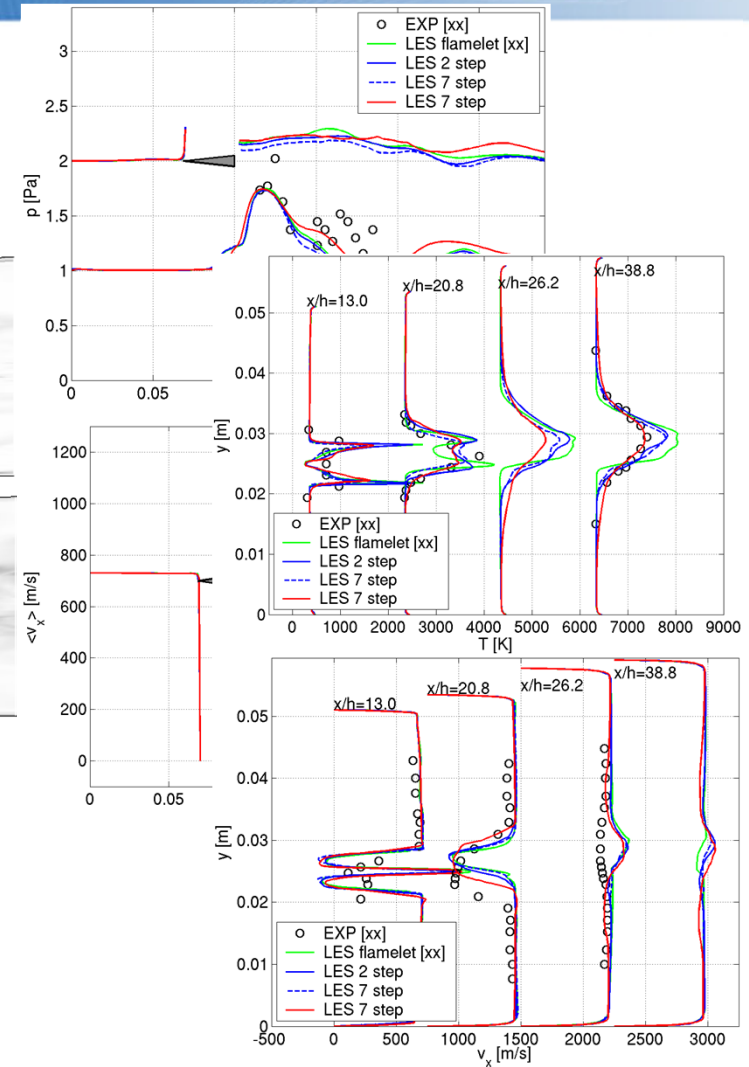 EXP [xx]
LES flamelet [xx]
LES 2 step
LES 7 step
LES 7 step
3
2.5
2
1.5
1
0.5
0
p [Pa]
0.05
1200
1000
800
600
400
200
0
<v_x> [m/s]
0
0.05
x/h=13.0
x/h=20.8
x/h=26.2
x/h=38.8
0.05
0.04
0.03
0.02
0.01
0
y [m]
EXP [xx]
LES flamelet [xx]
LES 2 step
LES 7 step
LES 7 step
0 1000 2000 3000 4000 5000 6000 7000 8000 9000
T [K]
x/h=13.0
x/h=20.8
x/h=26.2
x/h=38.8
0.05
0.04
0.03
0.02
0.01
0
y [m]
EXP [xx]
LES flamelet [xx]
LES 2 step
LES 7 step
LES 7 step
-500 0 500 1000 1500 2000 2500 3000
v_x [m/s]